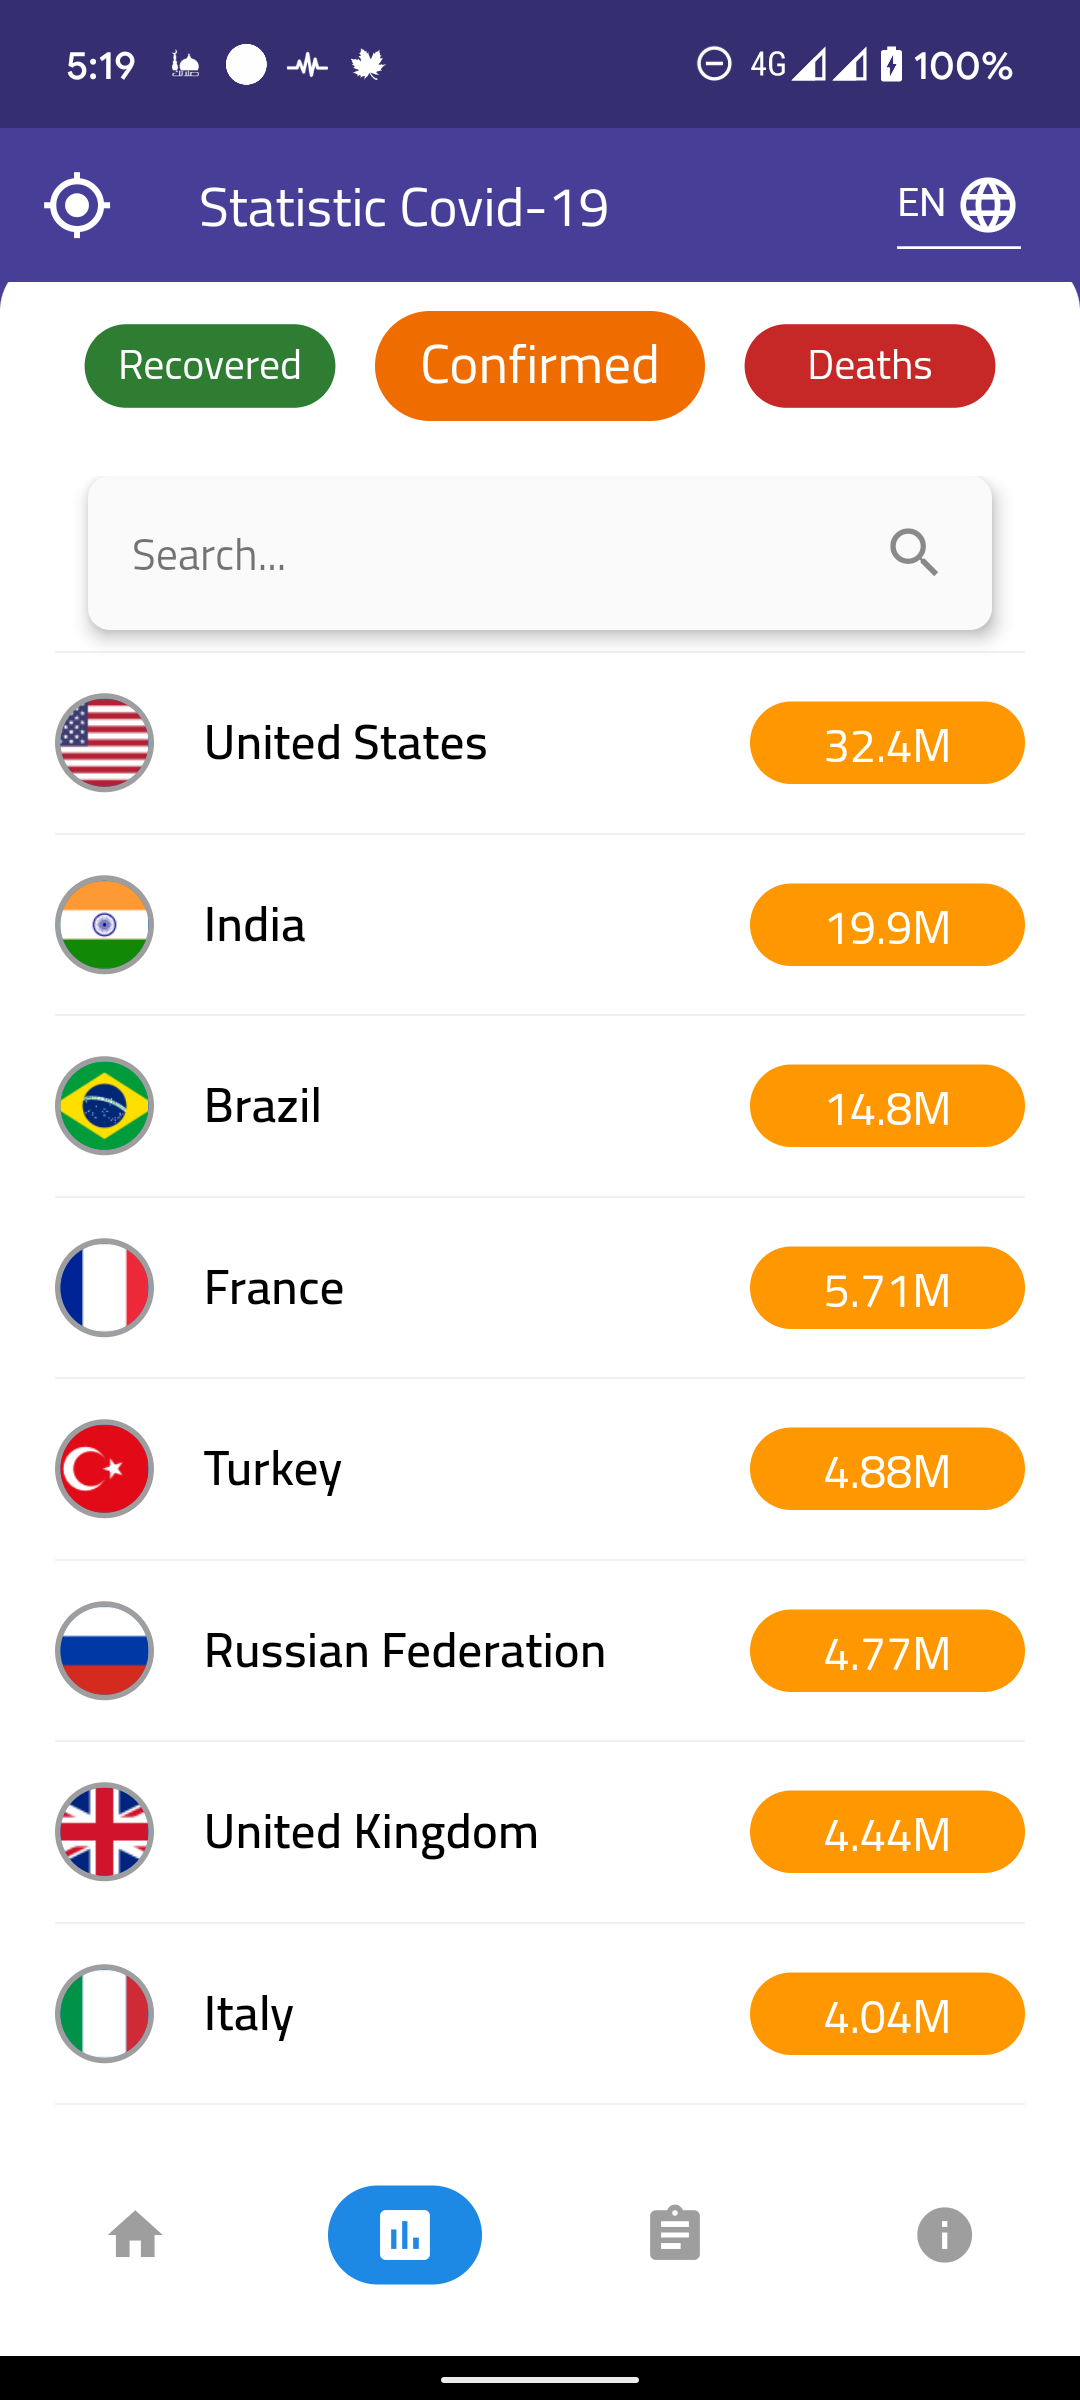 5:19 4G 100%
Statistic Covid-19 EN
Recovered Confirmed Deaths
Search...
United States 32.4M
India 19.9M
Brazil 14.8M
France 5.71M
Turkey 4.88M
Russian Federation 4.77M
United Kingdom 4.44M
Italy 4.04M